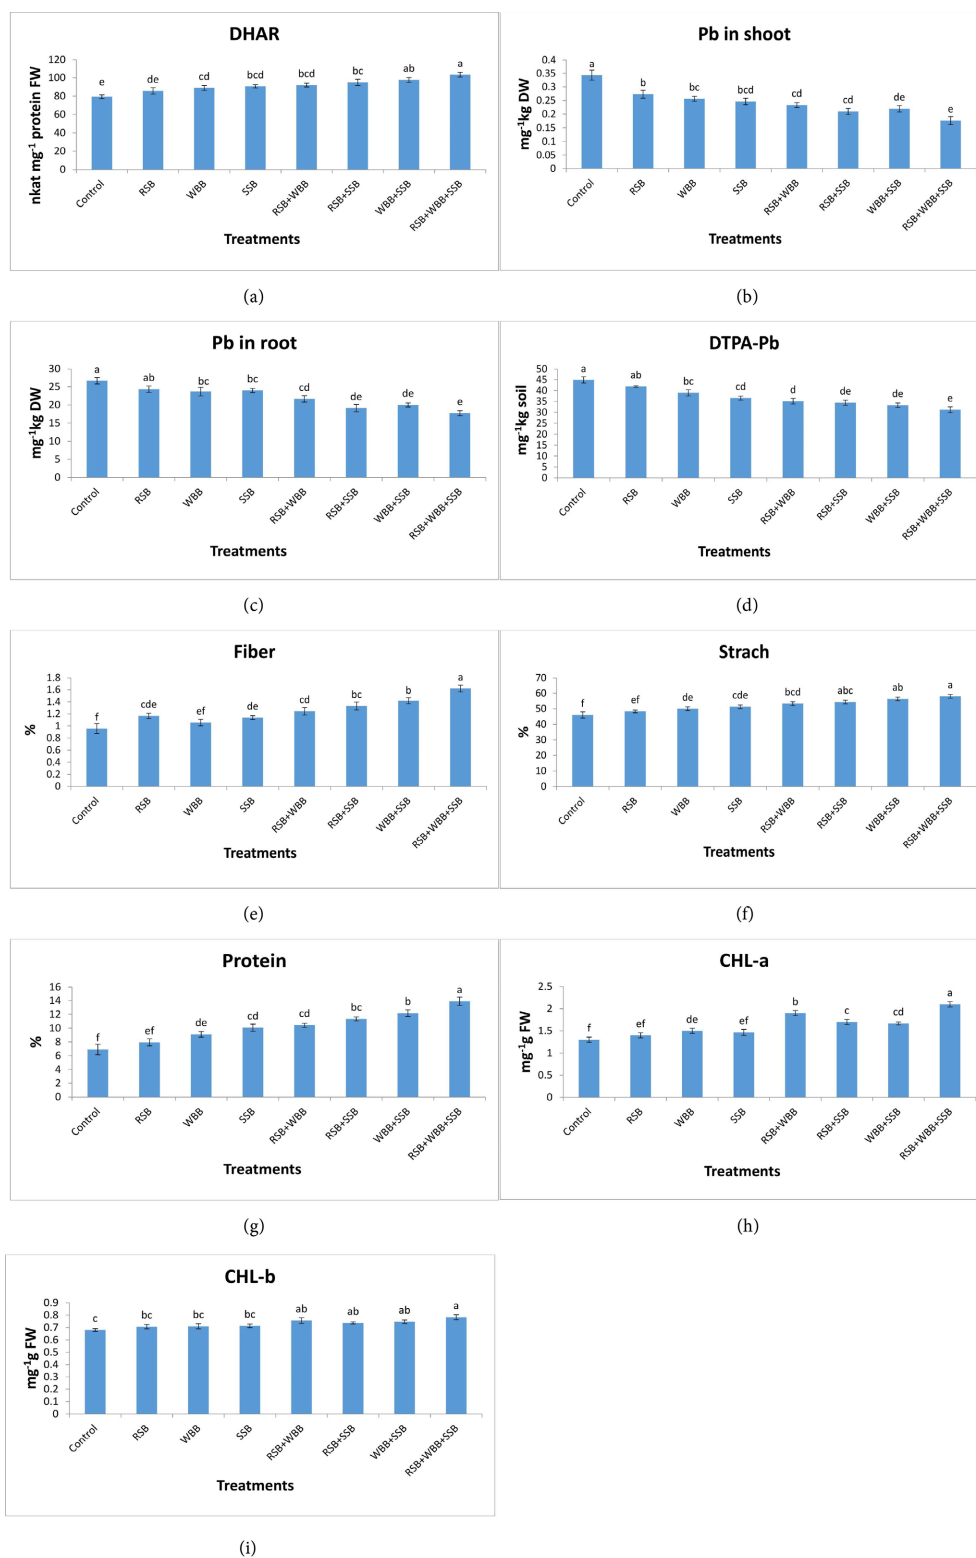 DHAR
nkat mg⁻¹ protein FW
120
100
80
60
40
20
0
e
de
cd
bcd
bcd
bc
ab
a
Control
RSB
WBB
SSB
RSB+WBB
RSB+SSB
WBB+SSB
RSB+WBB+SSB
Treatments
(a)
Pb in shoot
mg⁻¹kg DW
0.4
0.35
0.3
0.25
0.2
0.15
0.1
0.05
0
a
b
bc
bcd
cd
cd
de
e
Control
RSB
WBB
SSB
RSB+WBB
RSB+SSB
WBB+SSB
RSB+WBB+SSB
Treatments
(b)
Pb in root
mg⁻¹kg DW
30
25
20
15
10
5
0
a
ab
bc
bc
cd
de
de
e
Control
RSB
WBB
SSB
RSB+WBB
RSB+SSB
WBB+SSB
RSB+WBB+SSB
Treatments
(c)
DTPA-Pb
mg⁻¹kg soil
50
45
40
35
30
25
20
15
10
5
0
a
ab
bc
cd
d
de
de
e
Control
RSB
WBB
SSB
RSB+WBB
RSB+SSB
WBB+SSB
RSB+WBB+SSB
Treatments
(d)
Fiber
%
1.8
1.6
1.4
1.2
1
0.8
0.6
0.4
0.2
0
f
cde
ef
de
cd
bc
b
a
Control
RSB
WBB
SSB
RSB+WBB
RSB+SSB
WBB+SSB
RSB+WBB+SSB
Treatments
(e)
Strach
%
70
60
50
40
30
20
10
0
f
ef
de
cde
bcd
abc
ab
a
Control
RSB
WBB
SSB
RSB+WBB
RSB+SSB
WBB+SSB
RSB+WBB+SSB
Treatments
(f)
Protein
%
16
14
12
10
8
6
4
2
0
f
ef
de
cd
cd
bc
b
a
Control
RSB
WBB
SSB
RSB+WBB
RSB+SSB
WBB+SSB
RSB+WBB+SSB
Treatments
(g)
CHL-a
mg⁻¹g FW
2.5
2
1.5
1
0.5
0
f
ef
de
ef
b
c
cd
a
Control
RSB
WBB
SSB
RSB+WBB
RSB+SSB
WBB+SSB
RSB+WBB+SSB
Treatments
(h)
CHL-b
mg⁻¹g FW
0.9
0.8
0.7
0.6
0.5
0.4
0.3
0.2
0.1
0
c
bc
bc
bc
ab
ab
ab
a
Control
RSB
WBB
SSB
RSB+WBB
RSB+SSB
WBB+SSB
RSB+WBB+SSB
Treatments
(i)